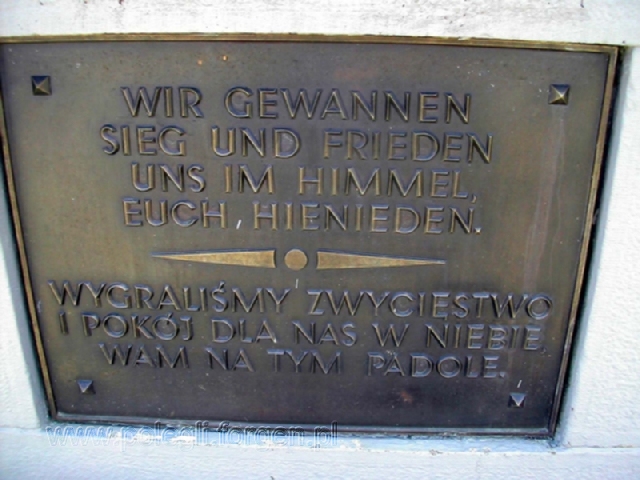 WIR GEWANNEN
SIEG UND FRIEDEN
UNS IM HIMMEL,
EUCH, HIENIEDEN.
WYGRALIŚMY ZWYCIĘSTWO
I POKÓJ DLA NAS W NIEBIE,
WAM NA TYM PADOLE.